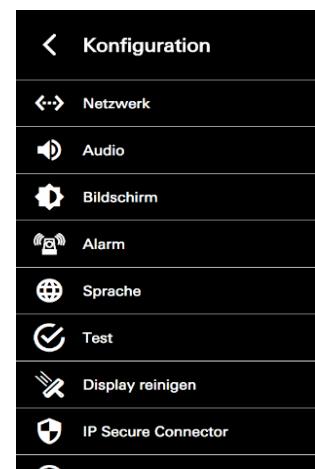 Konfiguration
Netzwerk
Audio
Bildschirm
Alarm
Sprache
Test
Display reinigen
IP Secure Connector